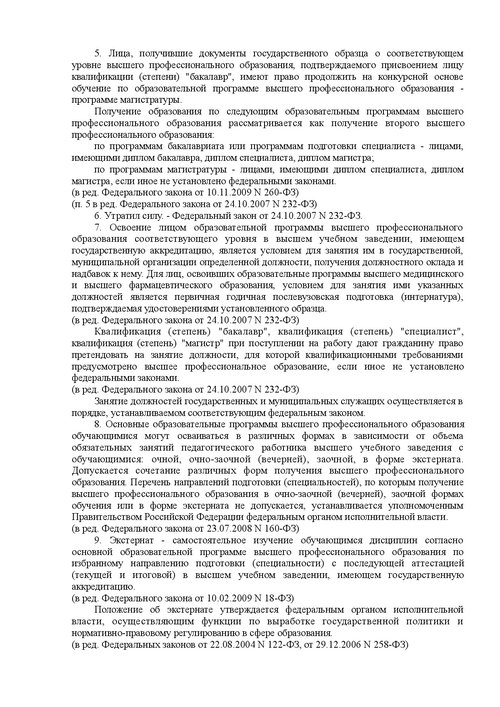 5. Лица, получившие документы государственного образца о соответствующем
уровне высшего профессионального образования, подтверждаемого присвоением лицу
квалификации (степени) "бакалавр", имеют право продолжить на конкурсной основе
обучение по образовательной программе высшего профессионального образования -
программе магистратуры.
Получение образования по следующим образовательным программам высшего
профессионального образования рассматривается как получение второго высшего
профессионального образования:
по программам бакалавриата или программам подготовки специалиста - лицами,
имеющими диплом бакалавра, диплом специалиста, диплом магистра;
по программам магистратуры - лицами, имеющими диплом специалиста, диплом
магистра, если иное не установлено федеральными законами.
(в ред. Федерального закона от 10.11.2009 N 260-ФЗ)
(п. 5 в ред. Федерального закона от 24.10.2007 N 232-ФЗ)
6. Утратил силу. - Федеральный закон от 24.10.2007 N 232-ФЗ.
7. Освоение лицом образовательной программы высшего профессионального
образования соответствующего уровня в высшем учебном заведении, имеющем
государственную аккредитацию, является условием для занятия им в государственной,
муниципальной организации определенной должности, получения должностного оклада и
надбавок к нему. Для лиц, освоивших образовательные программы высшего медицинского
и высшего фармацевтического образования, условием для занятия ими указанных
должностей является первичная годичная послевузовская подготовка (интернатура),
подтверждаемая удостоверениями установленного образца.
(в ред. Федерального закона от 24.10.2007 N 232-ФЗ)
Квалификация (степень) "бакалавр", квалификация (степень) "специалист",
квалификация (степень) "магистр" при поступлении на работу дают гражданину право
претендовать на занятие должности, для которой квалификационными требованиями
предусмотрено высшее профессиональное образование, если иное не установлено
федеральными законами.
(в ред. Федерального закона от 24.10.2007 N 232-ФЗ)
Занятие должностей государственных и муниципальных служащих осуществляется в
порядке, устанавливаемом соответствующим федеральным законом.
8. Основные образовательные программы высшего профессионального образования
обучающимися могут осваиваться в различных формах в зависимости от объема
обязательных занятий педагогического работника высшего учебного заведения с
обучающимися: очной, очно-заочной (вечерней), заочной, в форме экстерната.
Допускается сочетание различных форм получения высшего профессионального
образования. Перечень направлений подготовки (специальностей), по которым получение
высшего профессионального образования в очно-заочной (вечерней), заочной формах
обучения или в форме экстерната не допускается, устанавливается уполномоченным
Правительством Российской Федерации федеральным органом исполнительной власти.
(в ред. Федерального закона от 23.07.2008 N 160-ФЗ)
9. Экстернат - самостоятельное изучение обучающимся дисциплин согласно
основной образовательной программе высшего профессионального образования по
избранному направлению подготовки (специальности) с последующей аттестацией
(текущей и итоговой) в высшем учебном заведении, имеющем государственную
аккредитацию.
(в ред. Федерального закона от 10.02.2009 N 18-ФЗ)
Положение об экстернате утверждается федеральным органом исполнительной
власти, осуществляющим функции по выработке государственной политики и
нормативно-правовому регулированию в сфере образования.
(в ред. Федеральных законов от 22.08.2004 N 122-ФЗ, от 29.12.2006 N 258-ФЗ)